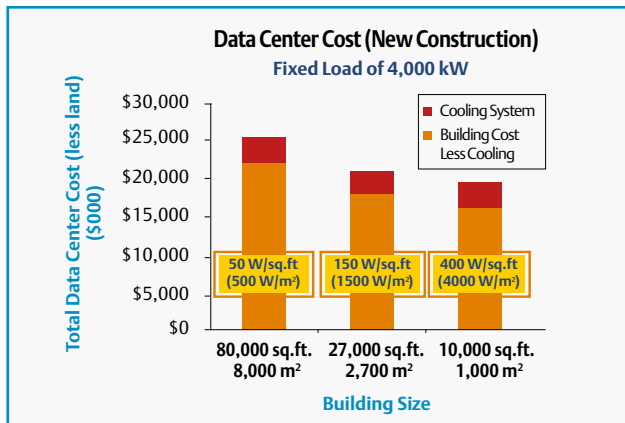 Data Center Cost (New Construction)
Fixed Load of 4,000 kW
Total Data Center Cost (less land)
($000)
$30,000
$25,000
$20,000
$15,000
$10,000
$5,000
$0
Cooling System
Building Cost
Less Cooling
50 W/sq.ft
(500 W/m²)
150 W/sq.ft
(1500 W/m²)
400 W/sq.ft
(4000 W/m²)
80,000 sq.ft.
8,000 m²
27,000 sq.ft.
2,700 m²
10,000 sq.ft.
1,000 m²
Building Size